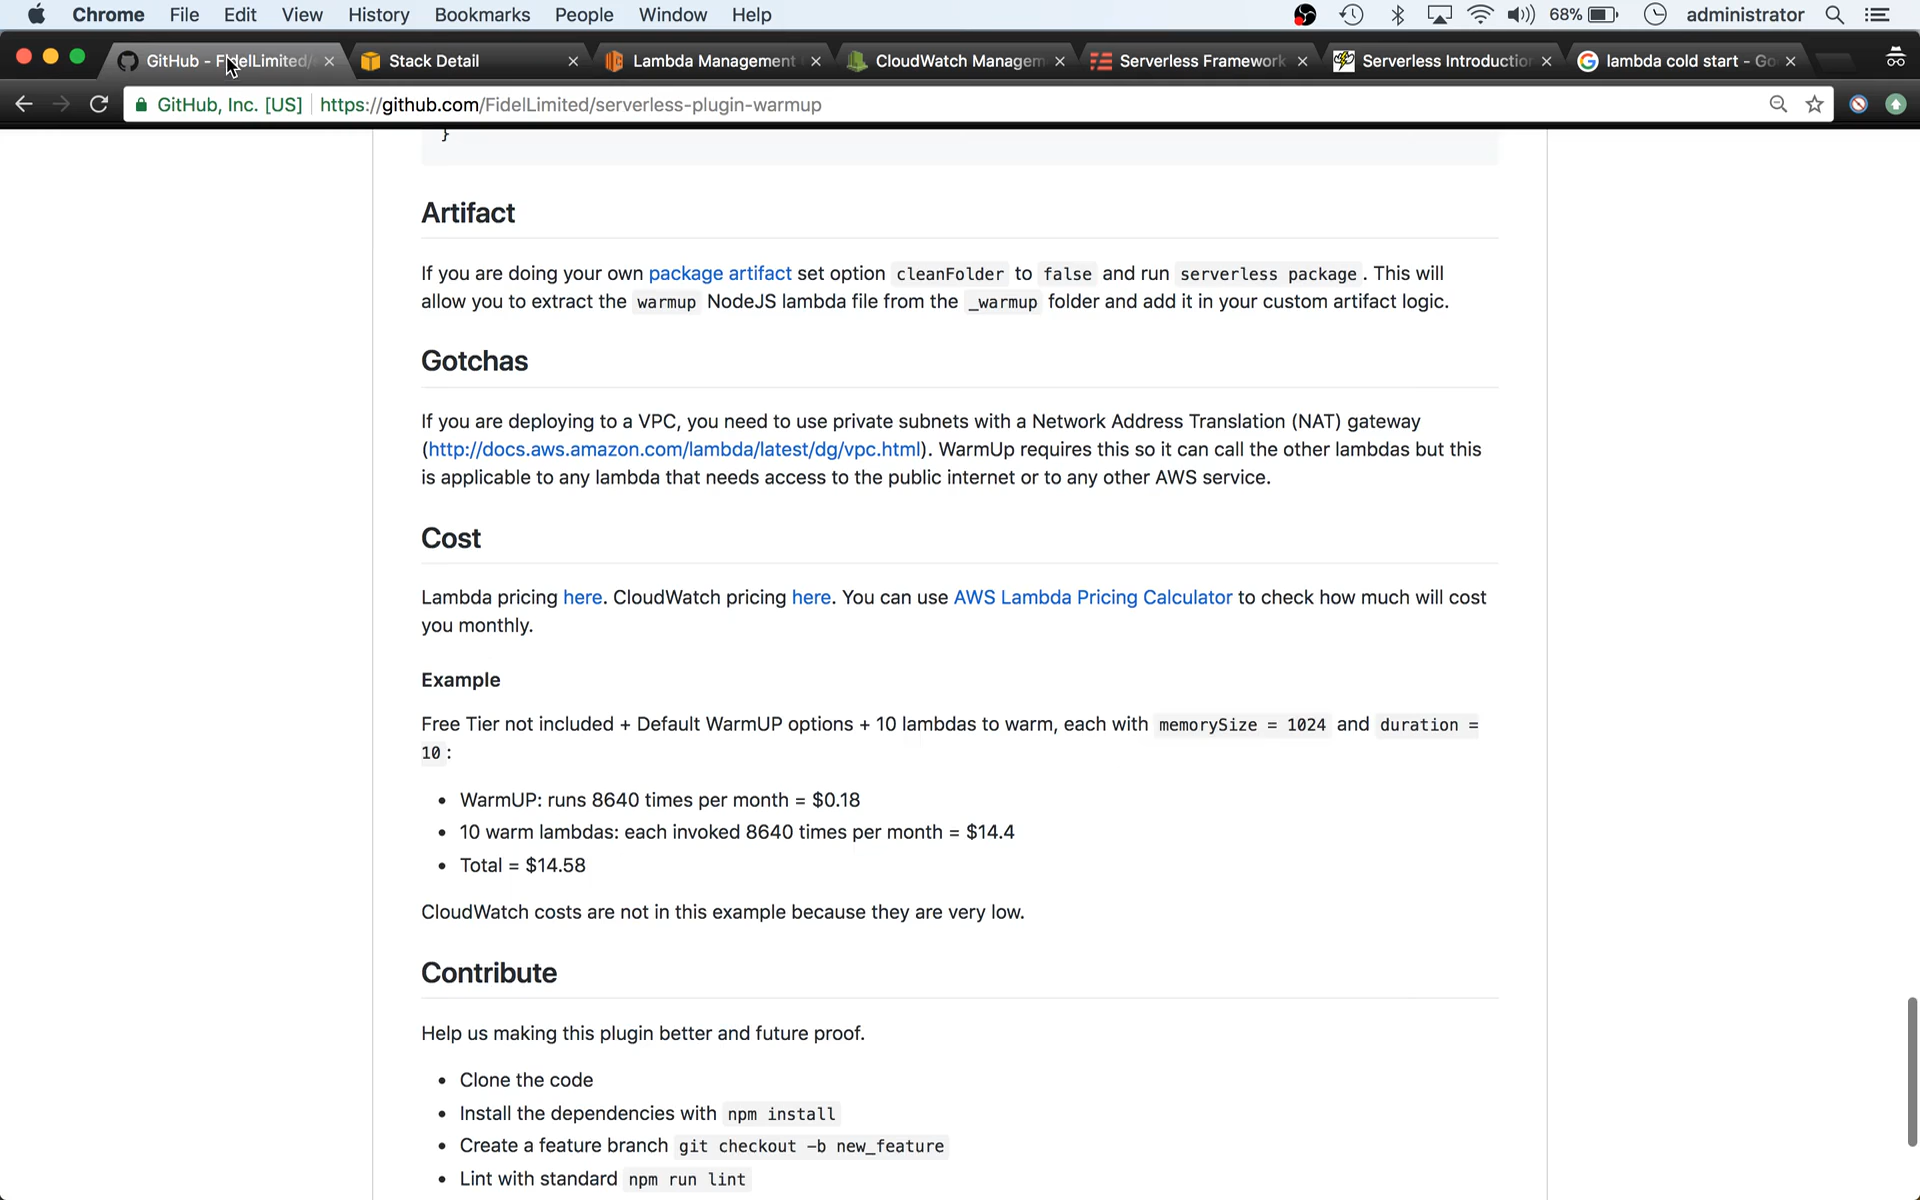 Chrome File Edit View History Bookmarks People Window Help 68% administrator
GitHub - FidelLimited/ Stack Detail Lambda Management CloudWatch Managem Serverless Framework Serverless Introduction lambda cold start - Go
GitHub, Inc. [US] https://github.com/FidelLimited/serverless-plugin-warmup
}
Artifact
If you are doing your own package artifact set option cleanFolder to false and run serverless package. This will
allow you to extract the warmup NodeJS lambda file from the _warmup folder and add it in your custom artifact logic.
Gotchas
If you are deploying to a VPC, you need to use private subnets with a Network Address Translation (NAT) gateway
(http://docs.aws.amazon.com/lambda/latest/dg/vpc.html). WarmUp requires this so it can call the other lambdas but this
is applicable to any lambda that needs access to the public internet or to any other AWS service.
Cost
Lambda pricing here. CloudWatch pricing here. You can use AWS Lambda Pricing Calculator to check how much will cost
you monthly.
Example
Free Tier not included + Default WarmUP options + 10 lambdas to warm, each with memorySize = 1024 and duration =
10 :
• WarmUP: runs 8640 times per month = $0.18
• 10 warm lambdas: each invoked 8640 times per month = $14.4
• Total = $14.58
CloudWatch costs are not in this example because they are very low.
Contribute
Help us making this plugin better and future proof.
• Clone the code
• Install the dependencies with npm install
• Create a feature branch git checkout -b new_feature
• Lint with standard npm run lint